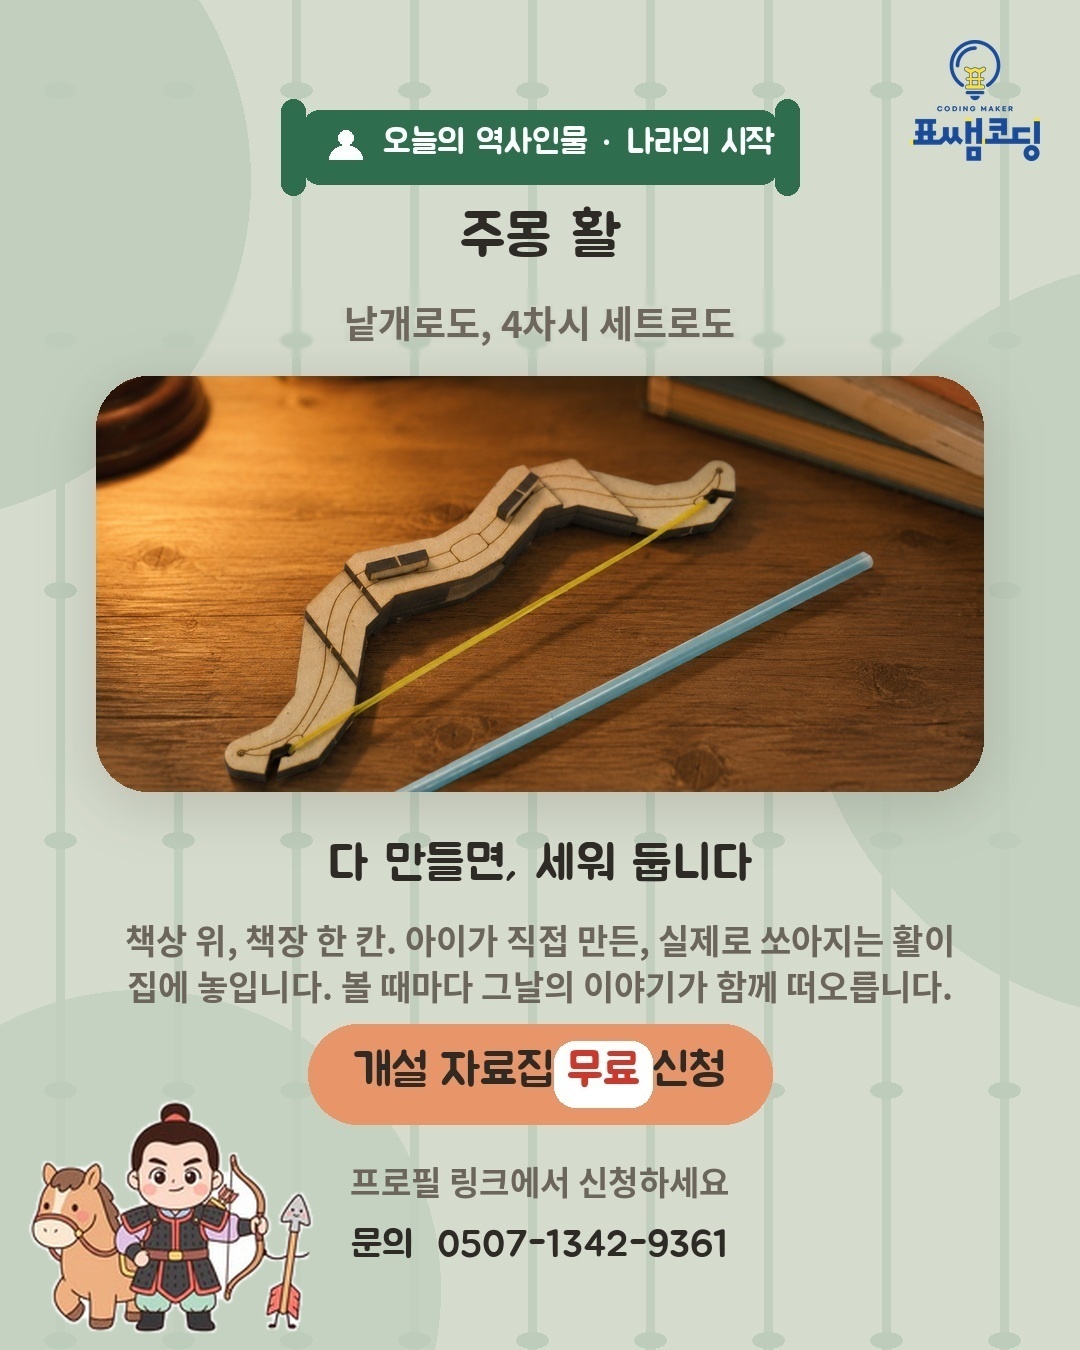 CODING MAKER
표쌤코딩
오늘의 역사인물 · 나라의 시작
주몽 활
낱개로도, 4차시 세트로도
다 만들면, 세워 둡니다
책상 위, 책장 한 칸. 아이가 직접 만든, 실제로 쏘아지는 활이
집에 놓입니다. 볼 때마다 그날의 이야기가 함께 떠오릅니다.
개설 자료집 무료 신청
프로필 링크에서 신청하세요
문의 0507-1342-9361